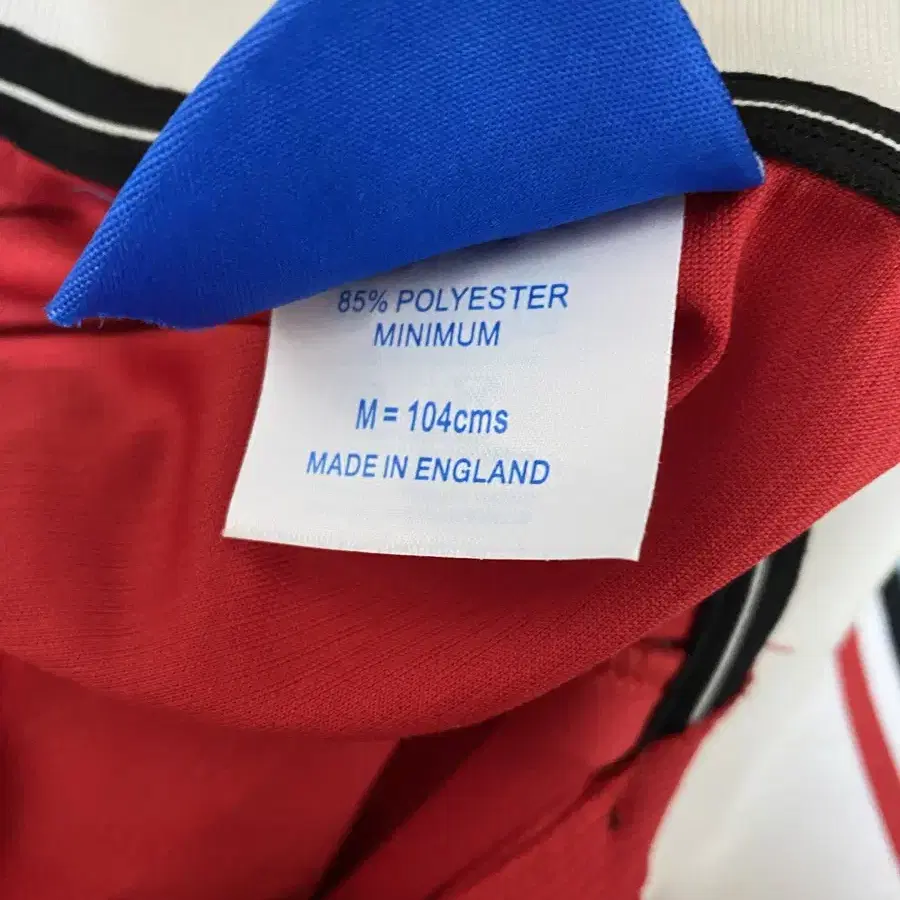 85% POLYESTER
MINIMUM
M = 104cms
MADE IN ENGLAND